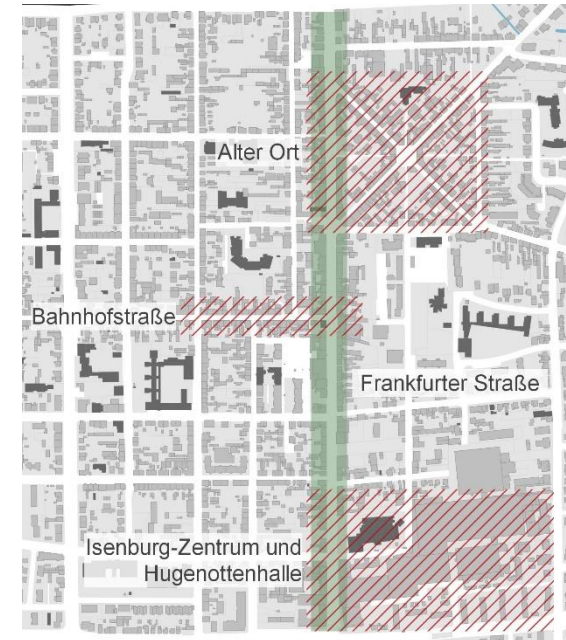 Alter Ort
Bahnhofstraße
Frankfurter Straße
Isenburg-Zentrum und
Hugenottenhalle